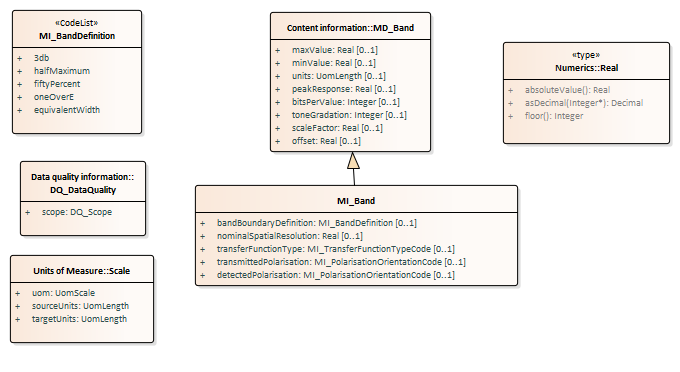 «CodeList»
MI_BandDefinition
+ 3db
+ halfMaximum
+ fiftyPercent
+ oneOverE
+ equivalentWidth
Content information::MD_Band
+ maxValue: Real [0..1]
+ minValue: Real [0..1]
+ units: UomLength [0..1]
+ peakResponse: Real [0..1]
+ bitsPerValue: Integer [0..1]
+ toneGradation: Integer [0..1]
+ scaleFactor: Real [0..1]
+ offset: Real [0..1]
«type»
Numerics::Real
+ absoluteValue(): Real
+ asDecimal(Integer*): Decimal
+ floor(): Integer
Data quality information::
DQ_DataQuality
+ scope: DQ_Scope
MI_Band
+ bandBoundaryDefinition: MI_BandDefinition [0..1]
+ nominalSpatialResolution: Real [0..1]
+ transferFunctionType: MI_TransferFunctionTypeCode [0..1]
+ transmittedPolarisation: MI_PolarisationOrientationCode [0..1]
+ detectedPolarisation: MI_PolarisationOrientationCode [0..1]
Units of Measure::Scale
+ uom: UomScale
+ sourceUnits: UomLength
+ targetUnits: UomLength